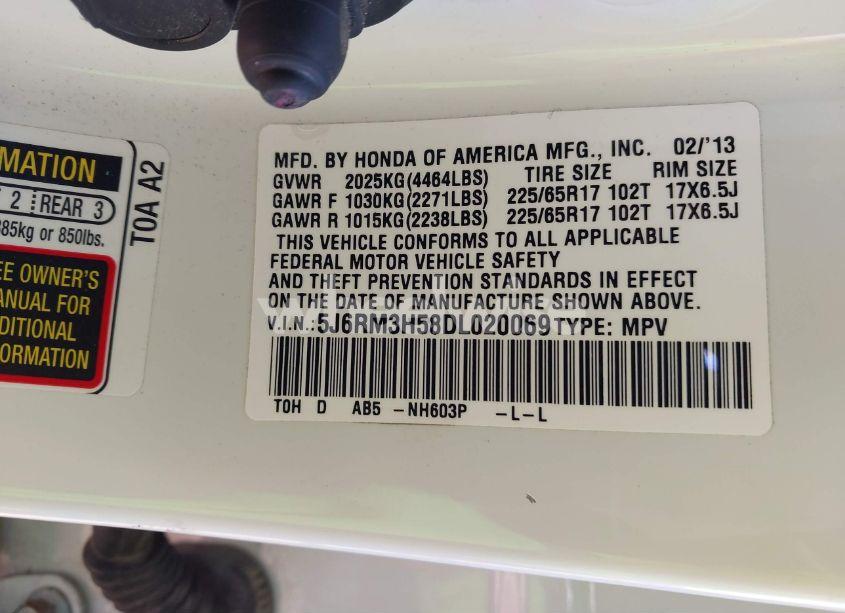 MATION
2 REAR 3
385kg or 850lbs.
EE OWNER'S
ANUAL FOR
DDITIONAL
FORMATION
T0A A2
MFD. BY HONDA OF AMERICA MFG., INC. 02/'13
GVWR 2025KG(4464LBS) TIRE SIZE RIM SIZE
GAWR F 1030KG(2271LBS) 225/65R17 102T 17X6.5J
GAWR R 1015KG(2238LBS) 225/65R17 102T 17X6.5J
THIS VEHICLE CONFORMS TO ALL APPLICABLE
FEDERAL MOTOR VEHICLE SAFETY
AND THEFT PREVENTION STANDARDS IN EFFECT
ON THE DATE OF MANUFACTURE SHOWN ABOVE.
V.I.N.:5J6RM3H58DL020069 TYPE: MPV
T0H D AB5 -NH603P -L-L